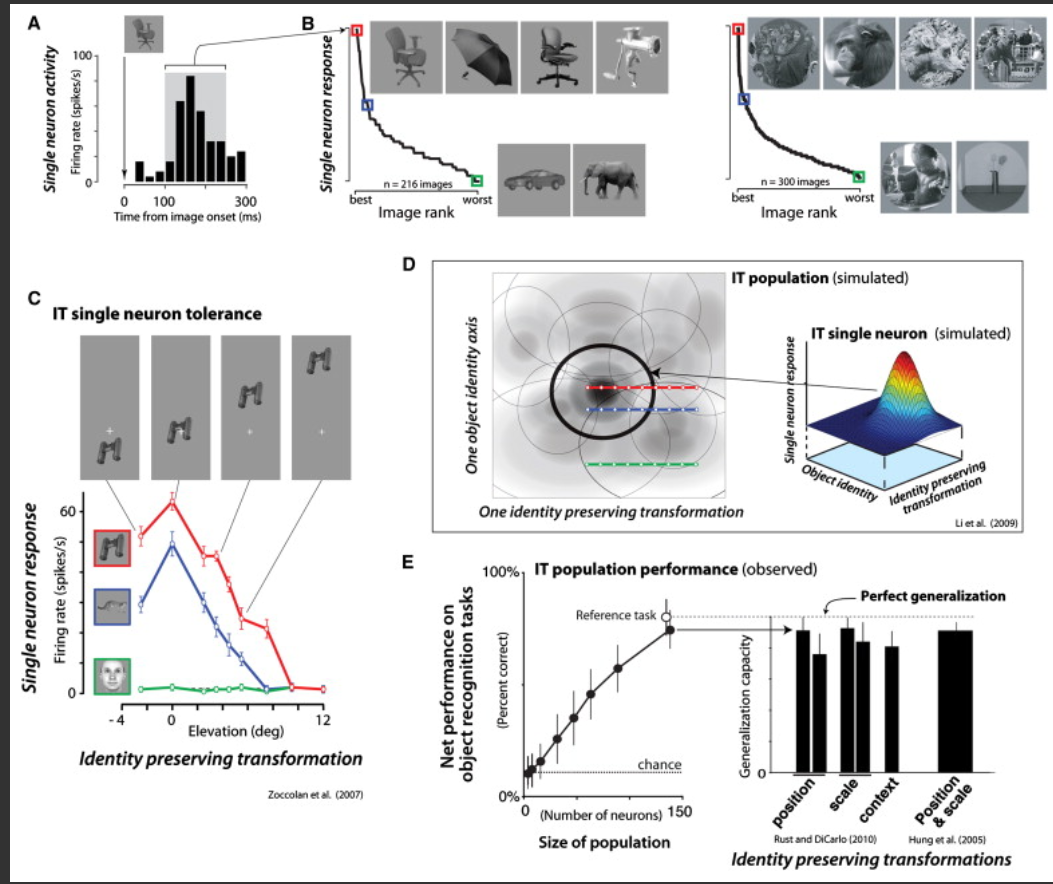 A
Single neuron activity
Firing rate (spikes/s)
100
0
0
100
300
Time from image onset (ms)
B
Single neuron response
n = 216 images
best
worst
Image rank
n = 300 images
best
worst
Image rank
C
IT single neuron tolerance
Single neuron response
Firing rate (spikes/s)
60
0
- 4
0
12
Elevation (deg)
Identity preserving transformation
Zoccolan et al. (2007)
D
IT population (simulated)
One object identity axis
One identity preserving transformation
IT single neuron (simulated)
Single neuron response
Object identity
Identity preserving
transformation
Li et al. (2009)
E
IT population performance (observed)
Net performance on
object recognition tasks
(Percent correct)
100%
0%
Reference task
chance
0
(Number of neurons)
150
Size of population
Perfect generalization
Generalization capacity
0
position
scale
context
Position
& scale
Rust and DiCarlo (2010)
Hung et al. (2005)
Identity preserving transformations